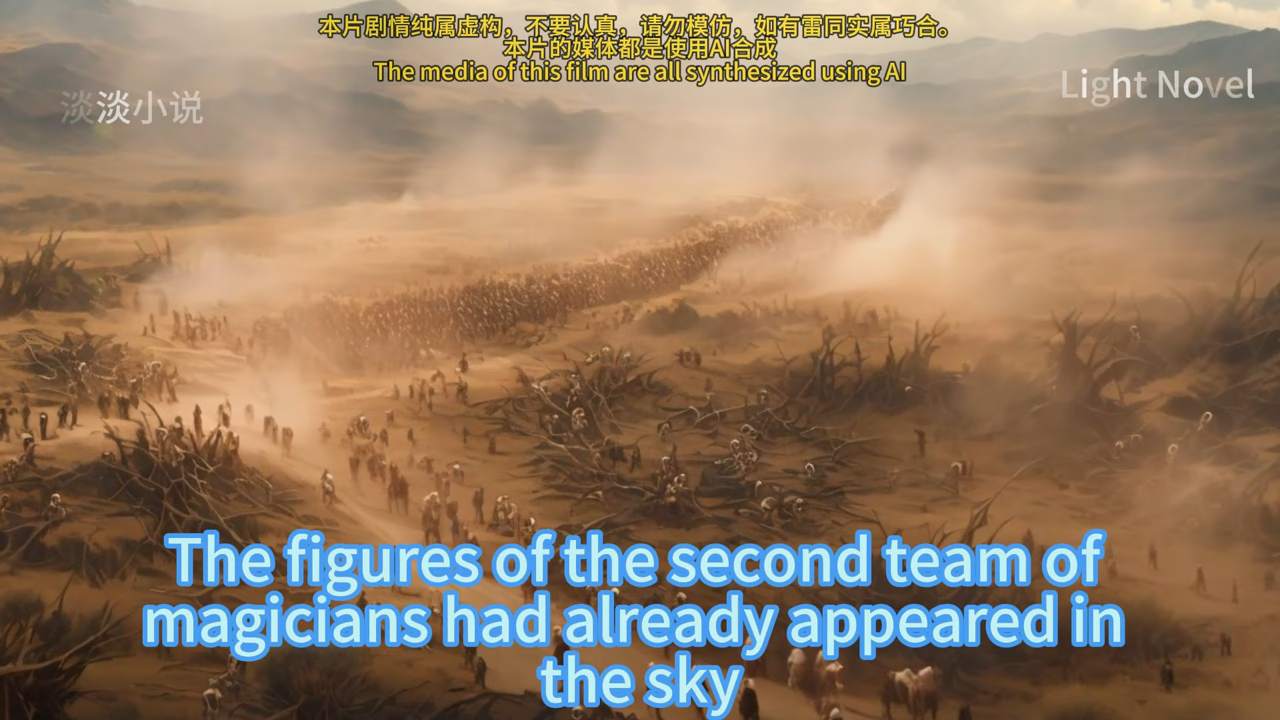 本片剧情纯属虚构，不要认真，请勿模仿，如有雷同实属巧合。
本片的媒体都是使用AI合成
The media of this film are all synthesized using AI
淡淡小说
Light Novel
The figures of the second team of
magicians had already appeared in
the sky